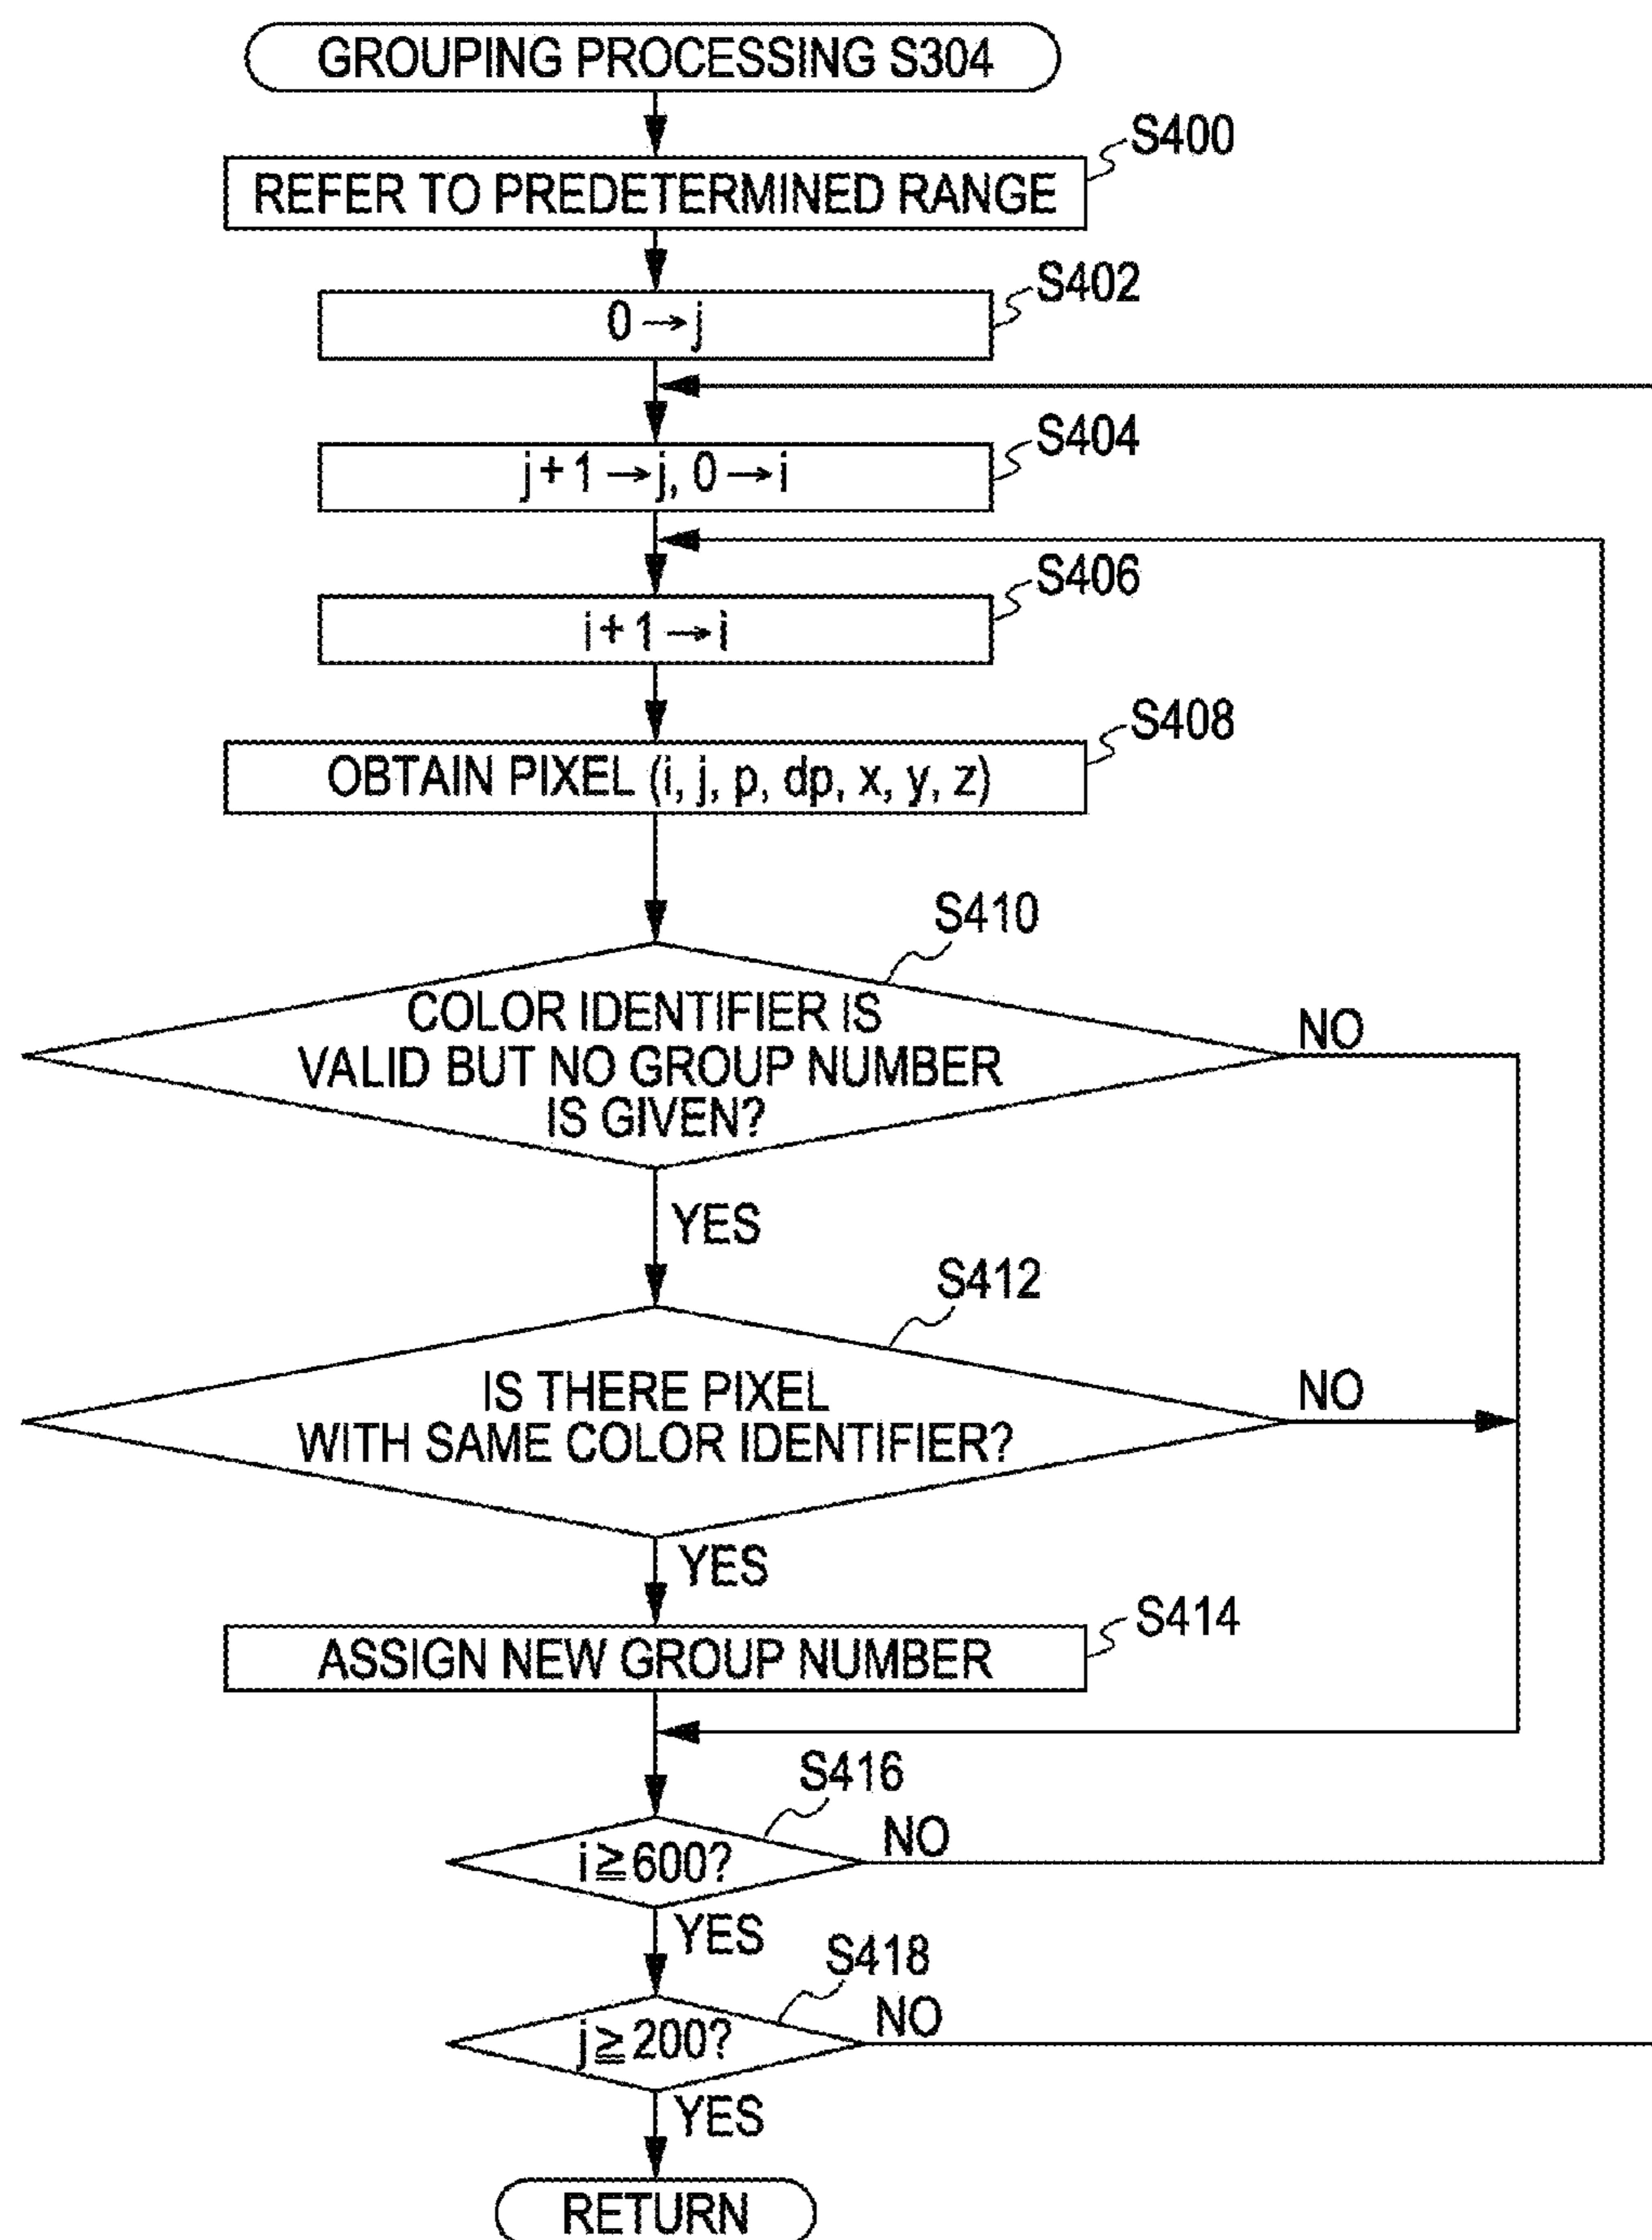 GROUPING PROCESSING S304
S400
REFER TO PREDETERMINED RANGE
S402
0→j
S404
j+1→j, 0→i
S406
i+1→i
S408
OBTAIN PIXEL (i, j, p, dp, x, y, z)
S410
COLOR IDENTIFIER IS
VALID BUT NO GROUP NUMBER
IS GIVEN?
NO
YES
S412
IS THERE PIXEL
WITH SAME COLOR IDENTIFIER?
NO
YES
S414
ASSIGN NEW GROUP NUMBER
S416
i≧600?
NO
YES
S418
j≧200?
NO
YES
RETURN